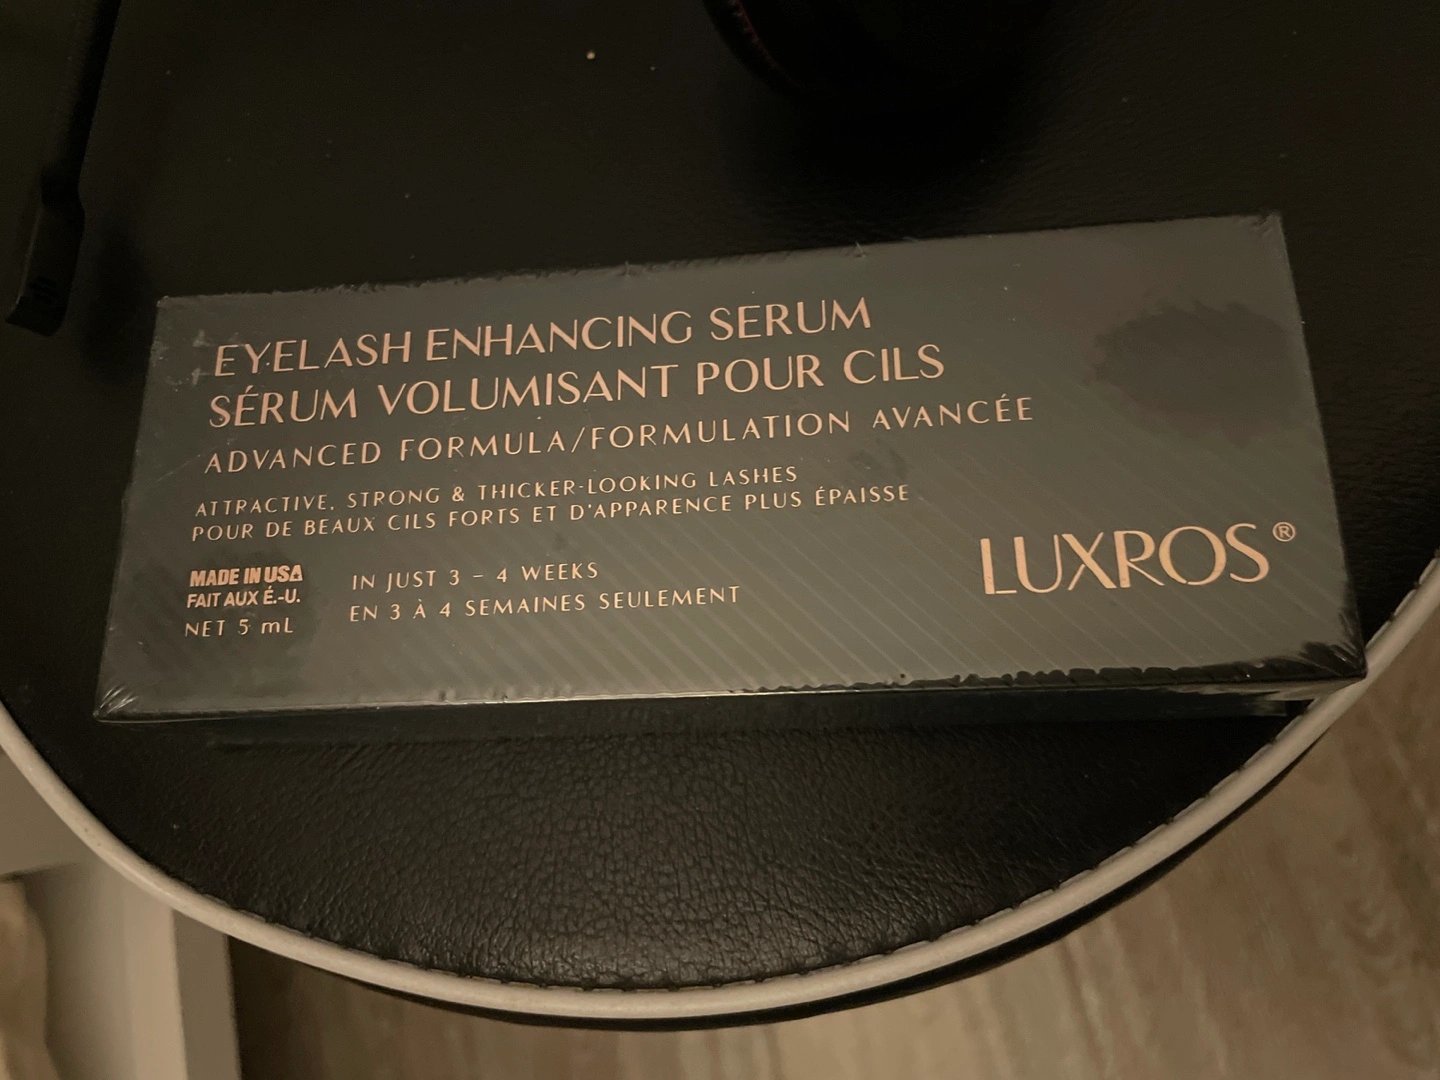 EYELASH ENHANCING SERUM
SÉRUM VOLUMISANT POUR CILS
ADVANCED FORMULA/FORMULATION AVANCÉE
ATTRACTIVE, STRONG & THICKER-LOOKING LASHES
POUR DE BEAUX CILS FORTS ET D'APPARENCE PLUS ÉPAISSE
MADE IN USA
FAIT AUX É.-U.
NET 5 mL
IN JUST 3 – 4 WEEKS
EN 3 À 4 SEMAINES SEULEMENT
LUXROS®